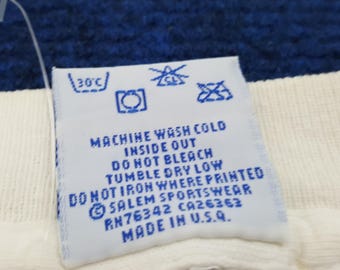 30°C CL
MACHINE WASH COLD
INSIDE OUT
DO NOT BLEACH
TUMBLE DRY LOW
DO NOT IRON WHERE PRINTED
© SALEM SPORTSWEAR
RN76342 CA26363
MADE IN U.S.A.